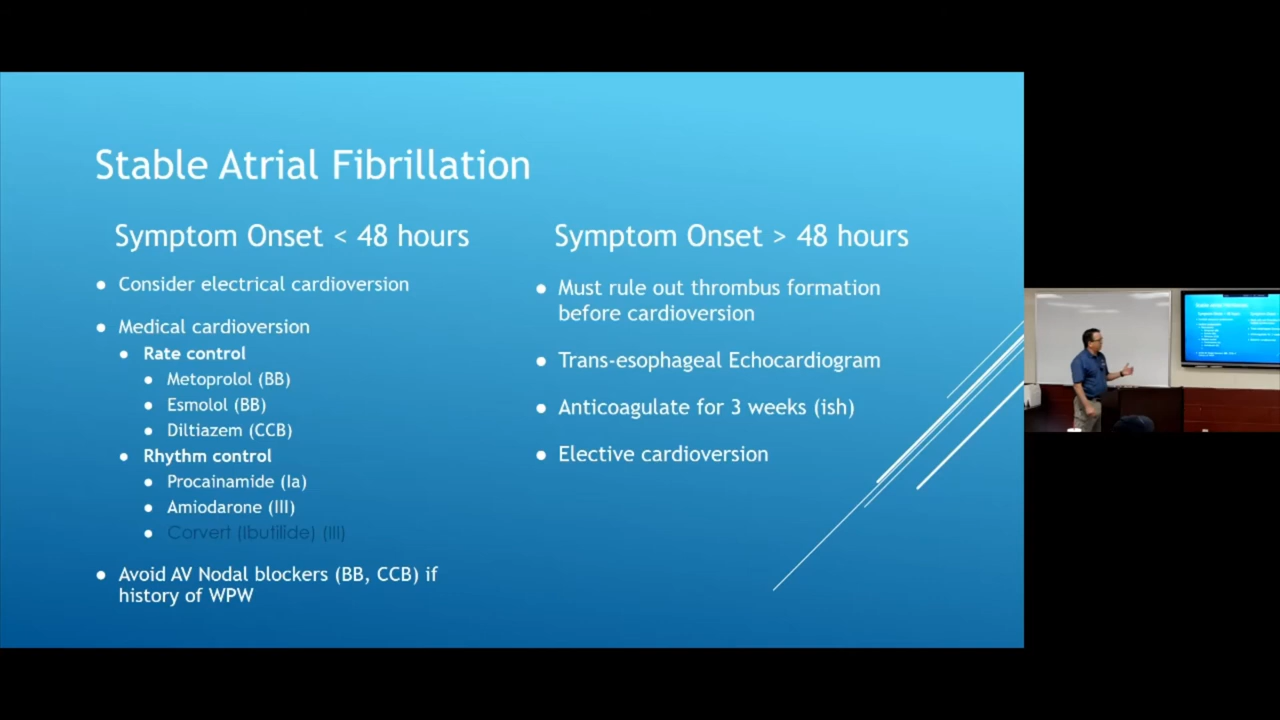 Stable Atrial Fibrillation
Symptom Onset < 48 hours
● Consider electrical cardioversion
● Medical cardioversion
● Rate control
● Metoprolol (BB)
● Esmolol (BB)
● Diltiazem (CCB)
● Rhythm control
● Procainamide (Ia)
● Amiodarone (III)
● Corvert (Ibutilide) (III)
● Avoid AV Nodal blockers (BB, CCB) if
history of WPW
Symptom Onset > 48 hours
● Must rule out thrombus formation
before cardioversion
● Trans-esophageal Echocardiogram
● Anticoagulate for 3 weeks (ish)
● Elective cardioversion
Stable Atrial Fibrillation